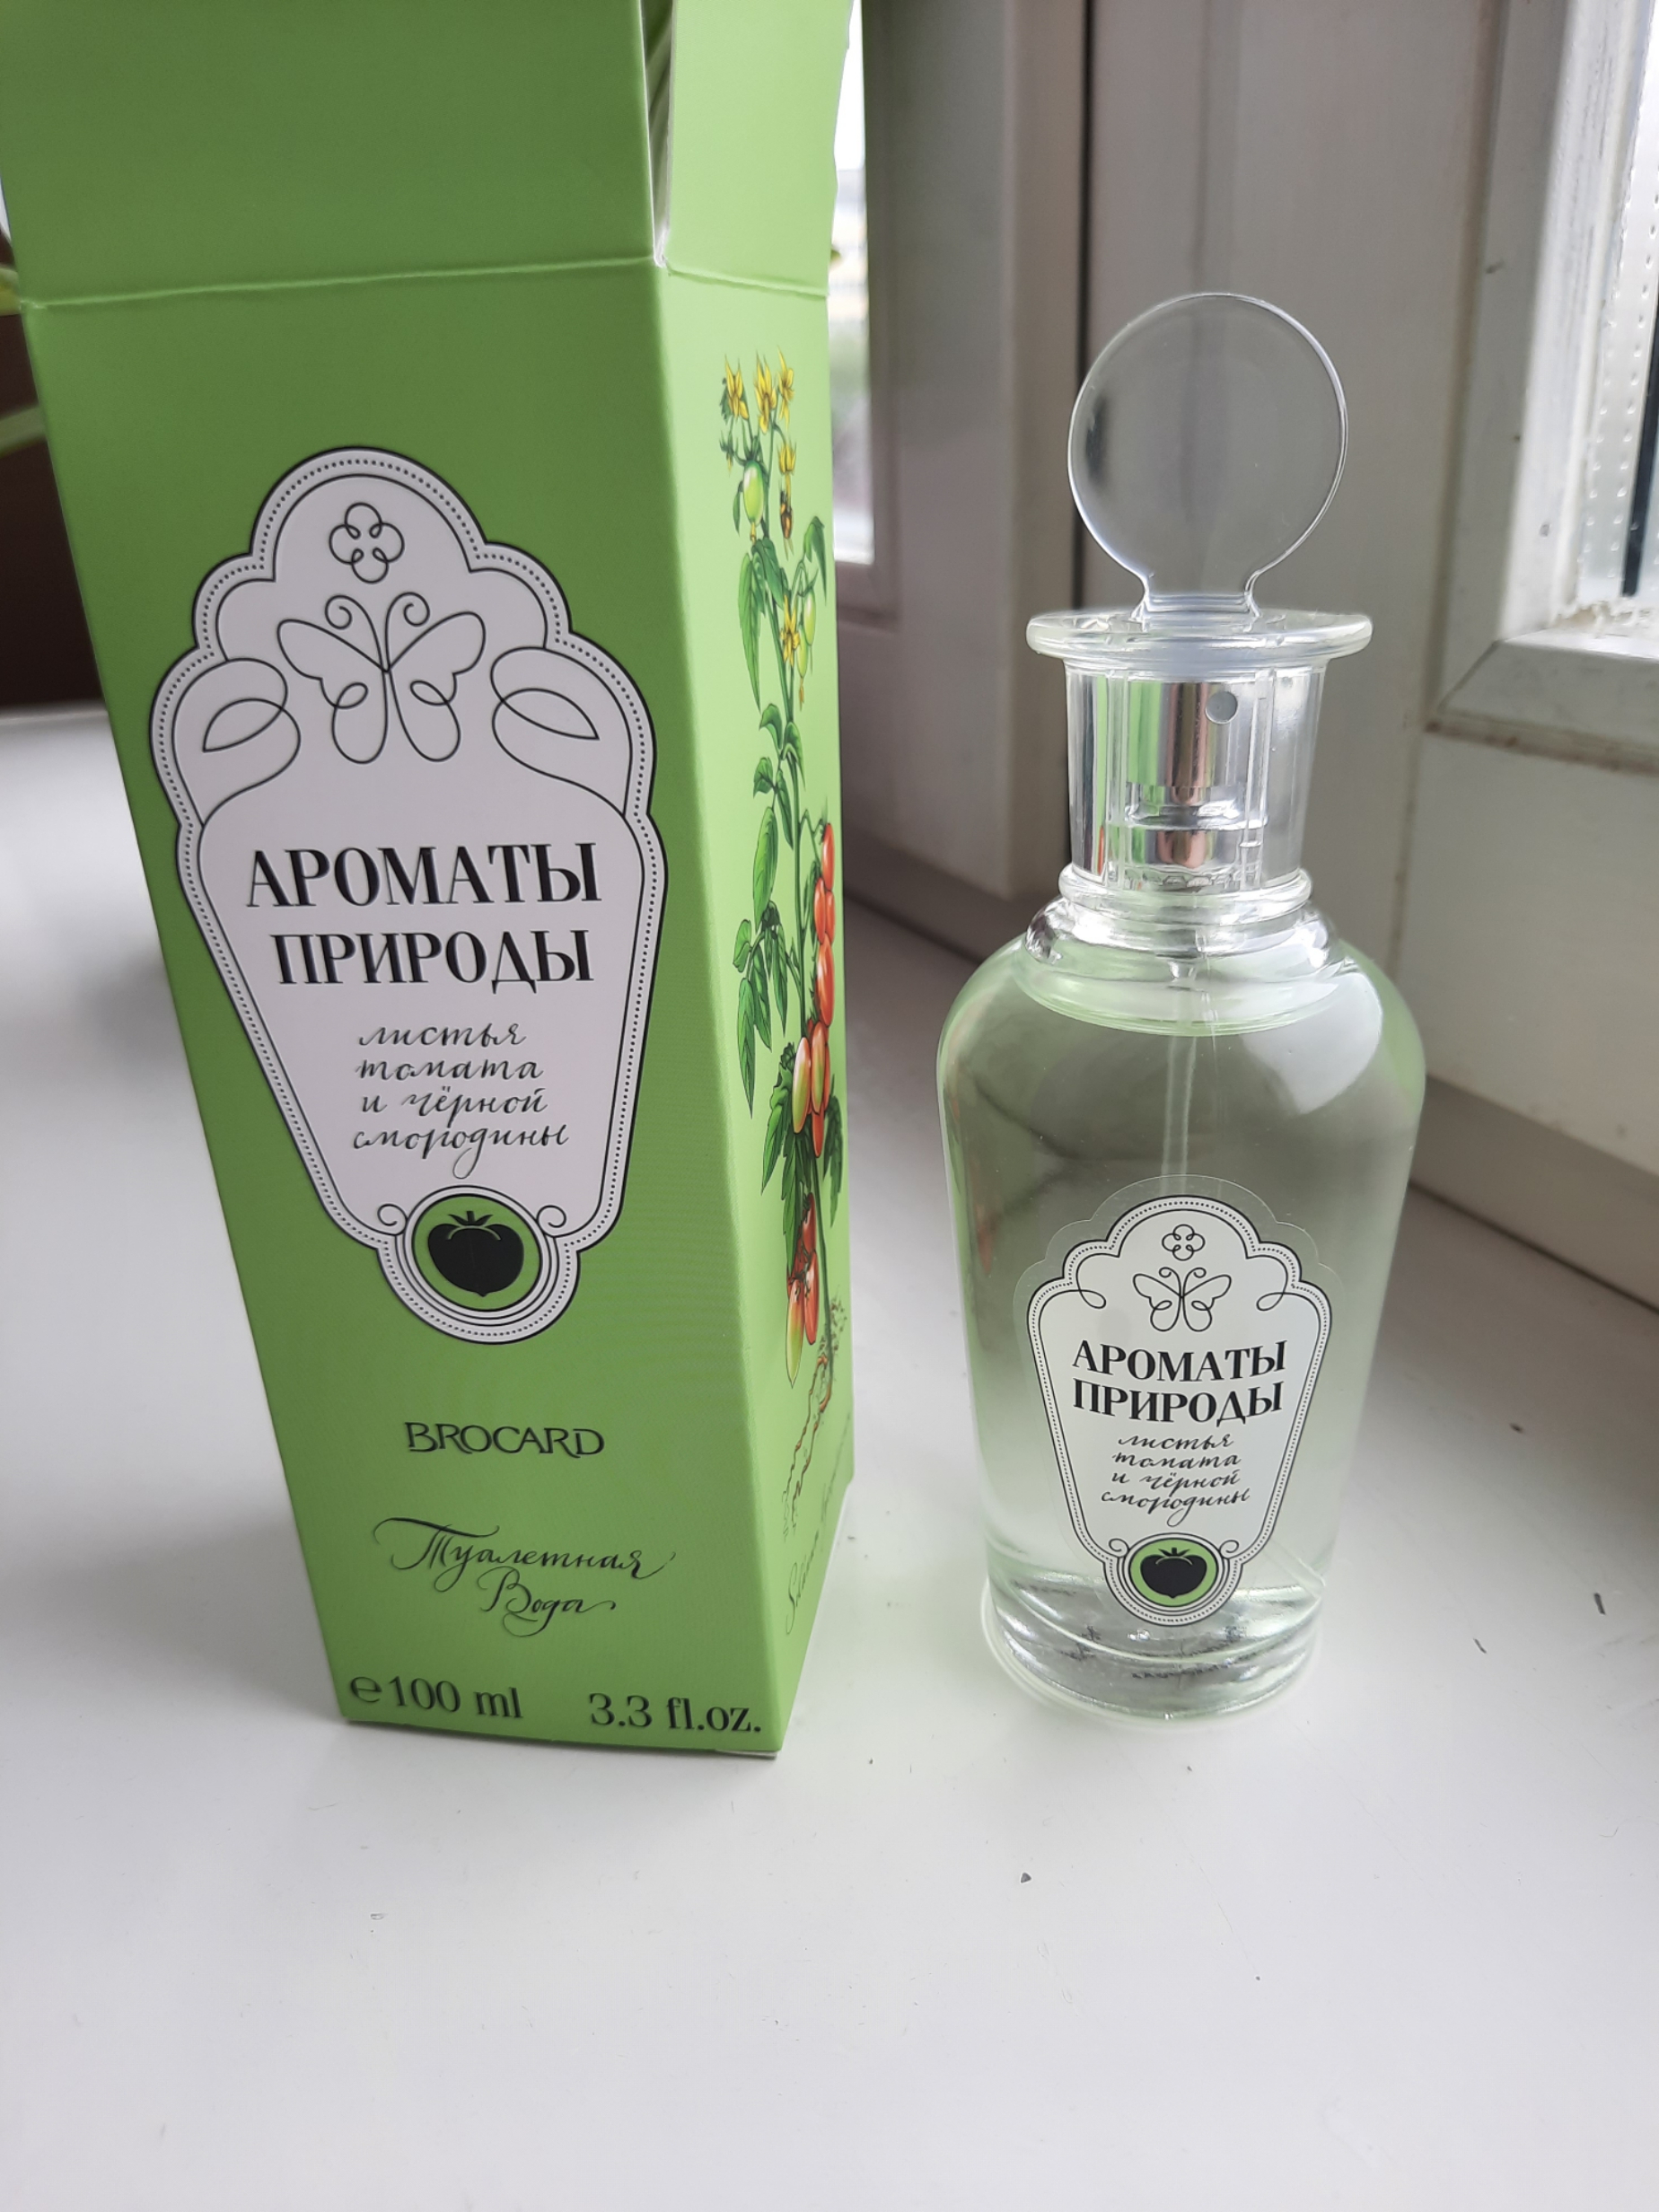 АРОМАТЫ
ПРИРОДЫ
листья
томата
и чёрной
смородины
BROCARD
Туалетная
Вода
℮100 ml 3.3 fl.oz.
АРОМАТЫ
ПРИРОДЫ
листья
томата
и чёрной
смородины